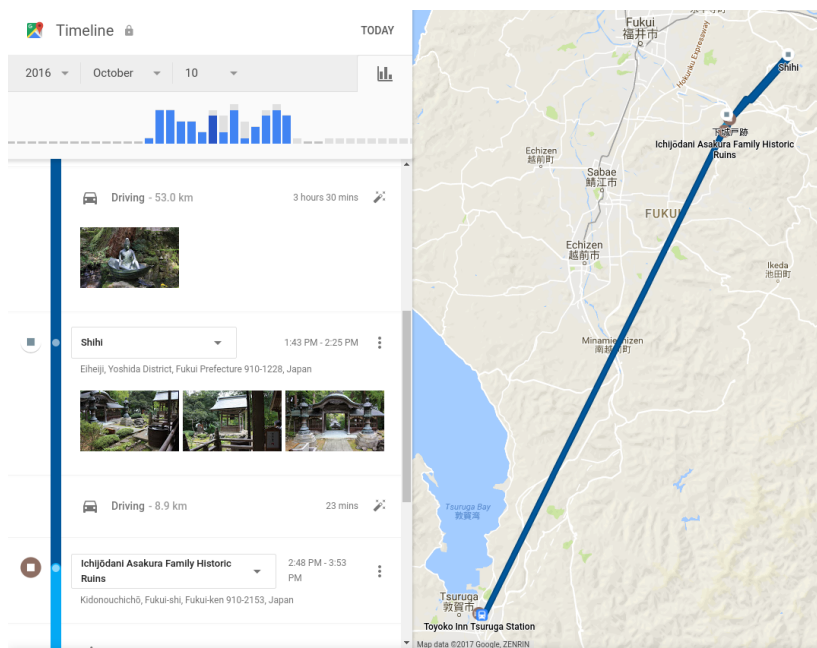 Timeline
TODAY
2016
October
10
Driving - 53.0 km
3 hours 30 mins
Shihi
1:43 PM - 2:25 PM
Eiheiji, Yoshida District, Fukui Prefecture 910-1228, Japan
Driving - 8.9 km
23 mins
Ichijōdani Asakura Family Historic
Ruins
2:48 PM - 3:53
PM
Kidonouchichō, Fukui-shi, Fukui-ken 910-2153, Japan
Fukui
福井市
Hokuriku Expressway
Shihi
下城戸跡
Ichijōdani Asakura Family Historic
Ruins
Echizen
越前町
Sabae
鯖江市
FUKUI
Echizen
越前市
Ikeda
池田町
Minamiechizen
南越前町
Tsuruga Bay
敦賀湾
Tsuruga
敦賀市
Toyoko Inn Tsuruga Station
Map data ©2017 Google, ZENRIN